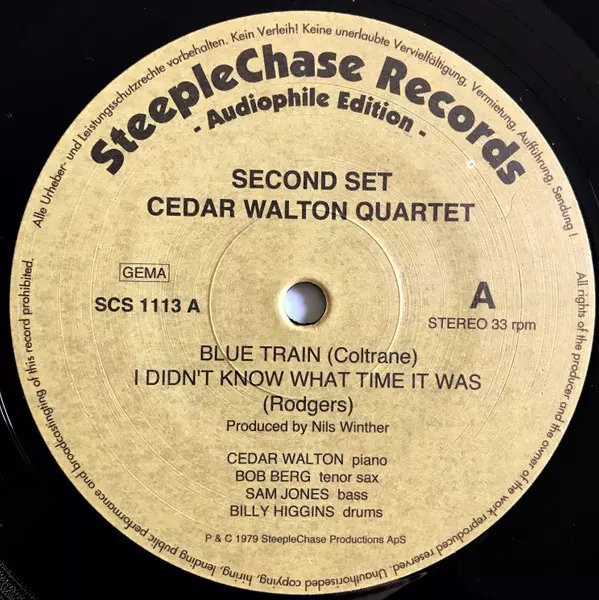 Alle Urheber- und Leistungsschutzrechte vorbehalten. Kein Verleih! Keine unerlaubte Vervielfältigung, Vermietung, Aufführung, Sendung!
SteepleChase Records
- Audiophile Edition -
SECOND SET
CEDAR WALTON QUARTET
GEMA
SCS 1113 A
A
STEREO 33 rpm
BLUE TRAIN (Coltrane)
I DIDN'T KNOW WHAT TIME IT WAS
(Rodgers)
Produced by Nils Winther
CEDAR WALTON piano
BOB BERG tenor sax
SAM JONES bass
BILLY HIGGINS drums
P & C 1979 SteepleChase Productions ApS
All rights of the producer and the owner of the work reproduced reserved. Unauthorised copying, hiring, lending public performance and broadcasting of this record prohibited.